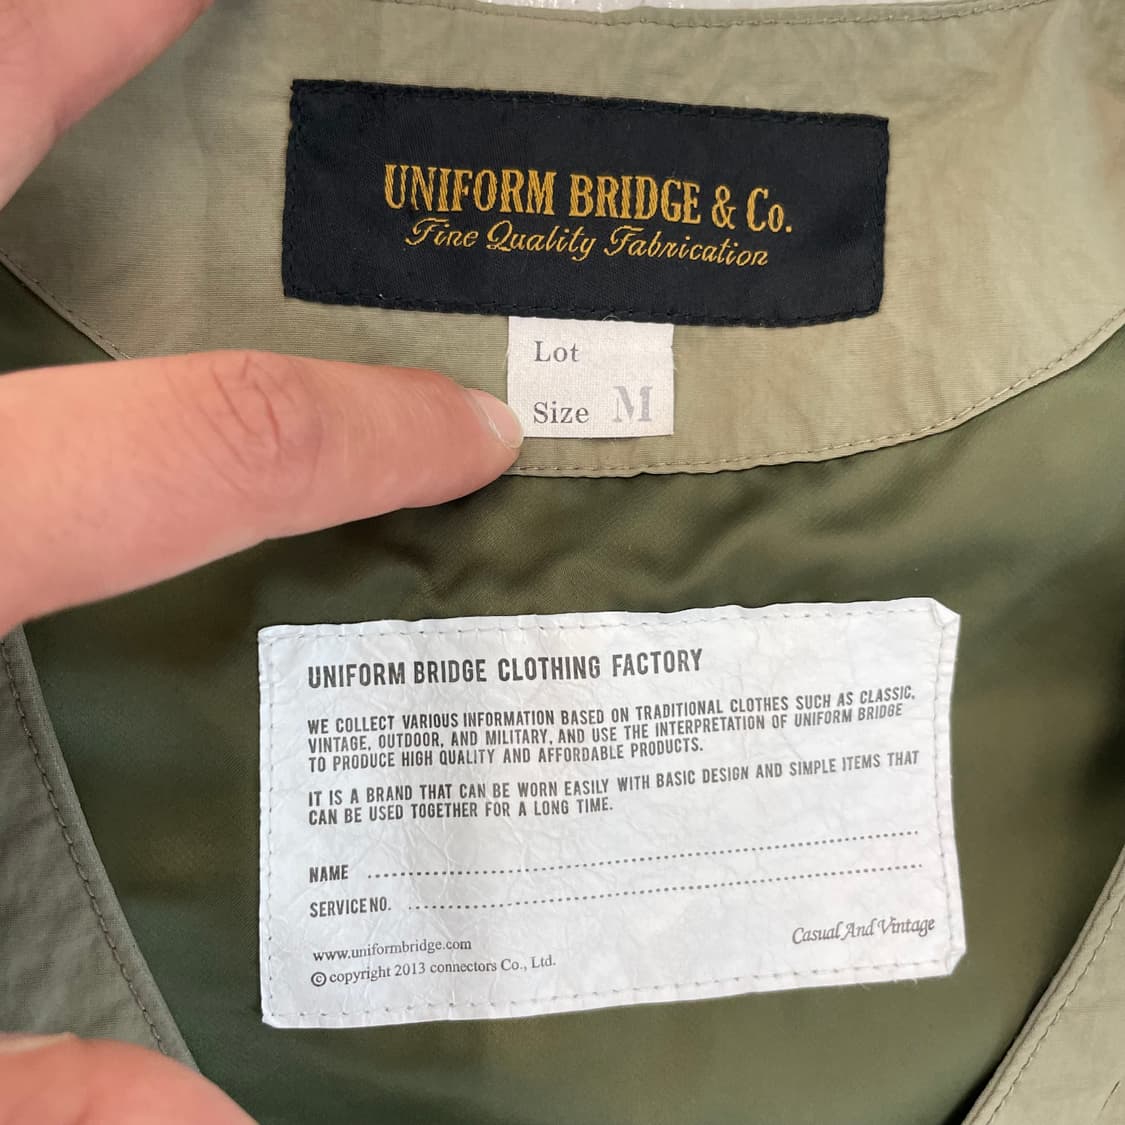 UNIFORM BRIDGE & Co.
Fine Quality Fabrication
Lot
Size M
UNIFORM BRIDGE CLOTHING FACTORY
WE COLLECT VARIOUS INFORMATION BASED ON TRADITIONAL CLOTHES SUCH AS CLASSIC,
VINTAGE, OUTDOOR, AND MILITARY, AND USE THE INTERPRETATION OF UNIFORM BRIDGE
TO PRODUCE HIGH QUALITY AND AFFORDABLE PRODUCTS.
IT IS A BRAND THAT CAN BE WORN EASILY WITH BASIC DESIGN AND SIMPLE ITEMS THAT
CAN BE USED TOGETHER FOR A LONG TIME.
NAME
SERVICE NO.
www.uniformbridge.com
Casual And Vintage
© copyright 2013 connectors Co., Ltd.